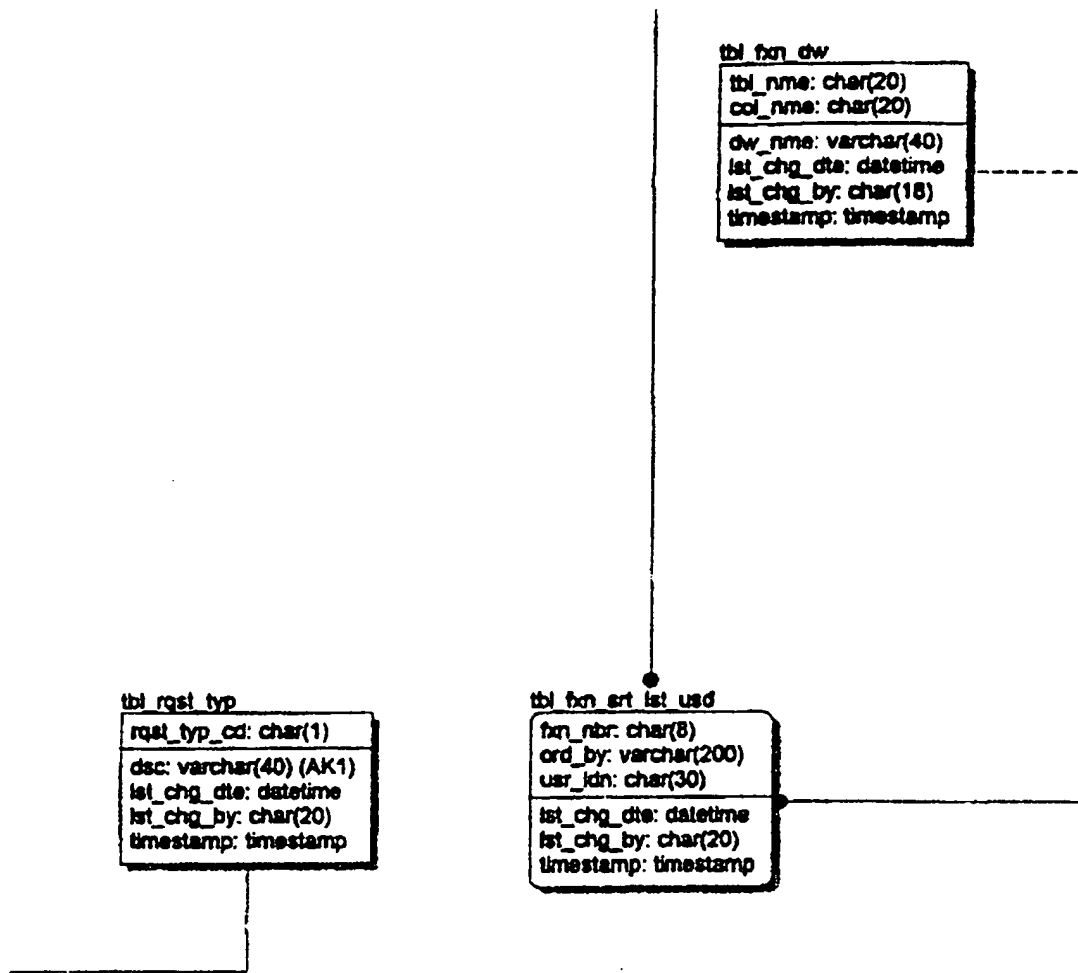 tbl_fxn_dw
tbl_nme: char(20)
col_nme: char(20)
dw_nme: varchar(40)
lst_chg_dte: datetime
lst_chg_by: char(18)
timestamp: timestamp
tbl_rqst_typ
rqst_typ_cd: char(1)
dsc: varchar(40) (AK1)
lst_chg_dte: datetime
lst_chg_by: char(20)
timestamp: timestamp
tbl_fxn_srt_lst_usd
fxn_nbr: char(8)
ord_by: varchar(200)
usr_idn: char(30)
lst_chg_dte: datetime
lst_chg_by: char(20)
timestamp: timestamp